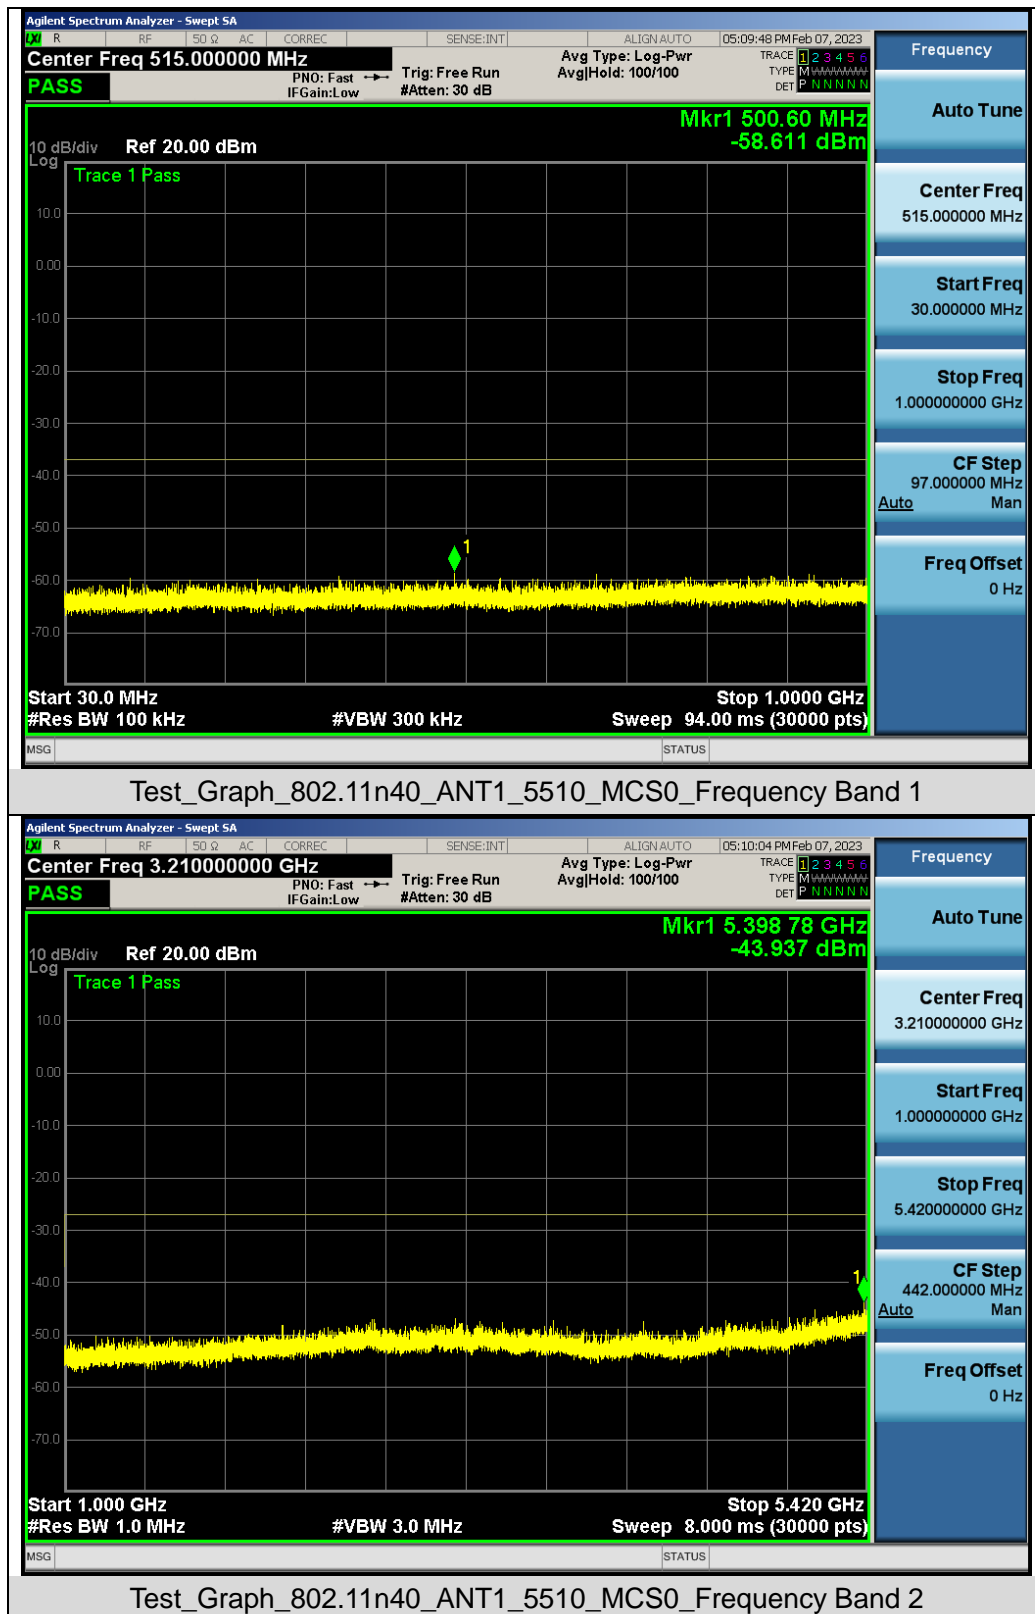 Agilent Spectrum Analyzer - Swept SA
LXI R RF 50 Ω AC CORREC SENSE:INT ALIGN AUTO 05:09:48 PM Feb 07, 2023
Center Freq 515.000000 MHz
PASS
PNO: Fast
IFGain:Low
Trig: Free Run
#Atten: 30 dB
Avg Type: Log-Pwr
Avg|Hold: 100/100
TRACE 1 2 3 4 5 6
TYPE M WWWWW
DET P N N N N N
Mkr1 500.60 MHz
-58.611 dBm
10 dB/div Ref 20.00 dBm
Log
Trace 1 Pass
10.0
0.00
-10.0
-20.0
-30.0
-40.0
-50.0
-60.0
-70.0
1
Start 30.0 MHz Stop 1.0000 GHz
#Res BW 100 kHz #VBW 300 kHz Sweep 94.00 ms (30000 pts)
MSG STATUS
Frequency
Auto Tune
Center Freq
515.000000 MHz
Start Freq
30.000000 MHz
Stop Freq
1.000000000 GHz
CF Step
97.000000 MHz
Auto Man
Freq Offset
0 Hz
Test_Graph_802.11n40_ANT1_5510_MCS0_Frequency Band 1
Agilent Spectrum Analyzer - Swept SA
LXI R RF 50 Ω AC CORREC SENSE:INT ALIGN AUTO 05:10:04 PM Feb 07, 2023
Center Freq 3.210000000 GHz
PASS
PNO: Fast
IFGain:Low
Trig: Free Run
#Atten: 30 dB
Avg Type: Log-Pwr
Avg|Hold: 100/100
TRACE 1 2 3 4 5 6
TYPE M WWWWW
DET P N N N N N
Mkr1 5.398 78 GHz
-43.937 dBm
10 dB/div Ref 20.00 dBm
Log
Trace 1 Pass
10.0
0.00
-10.0
-20.0
-30.0
-40.0
-50.0
-60.0
-70.0
1
Start 1.000 GHz Stop 5.420 GHz
#Res BW 1.0 MHz #VBW 3.0 MHz Sweep 8.000 ms (30000 pts)
MSG STATUS
Frequency
Auto Tune
Center Freq
3.210000000 GHz
Start Freq
1.000000000 GHz
Stop Freq
5.420000000 GHz
CF Step
442.000000 MHz
Auto Man
Freq Offset
0 Hz
Test_Graph_802.11n40_ANT1_5510_MCS0_Frequency Band 2